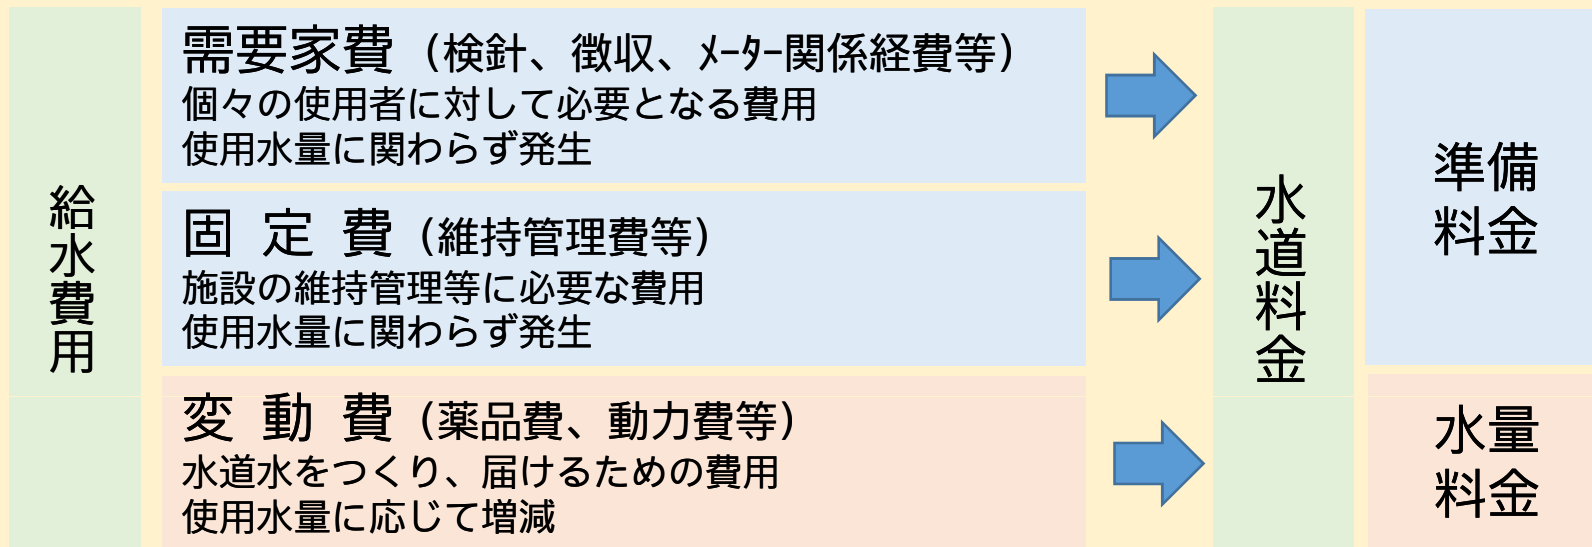 給水費用
需要家費（検針、徴収、ﾒｰﾀｰ関係経費等）
個々の使用者に対して必要となる費用
使用水量に関わらず発生
固 定 費（維持管理費等）
施設の維持管理等に必要な費用
使用水量に関わらず発生
変 動 費（薬品費、動力費等）
水道水をつくり、届けるための費用
使用水量に応じて増減
水道料金
準備
料金
水量
料金